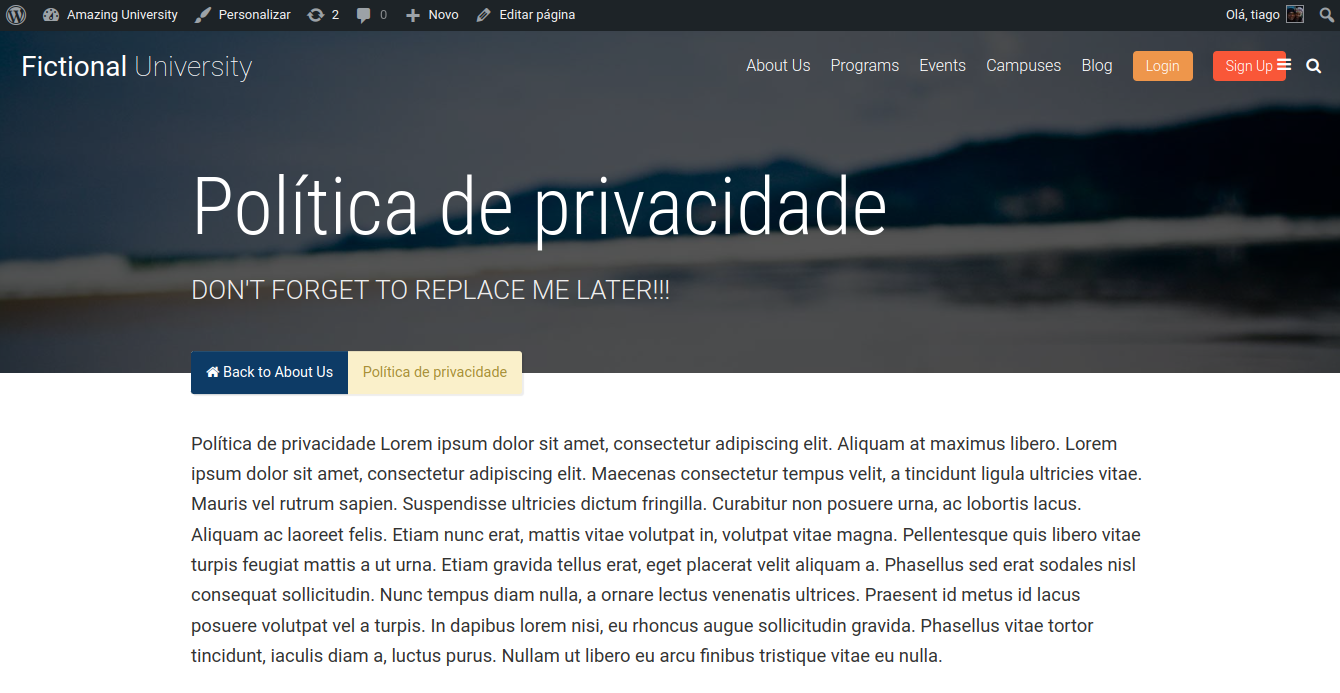 Amazing University Personalizar 2 0 Novo Editar página Olá, tiago
Fictional University About Us Programs Events Campuses Blog Login Sign Up
Política de privacidade
DON'T FORGET TO REPLACE ME LATER!!!
Back to About Us Política de privacidade
Política de privacidade Lorem ipsum dolor sit amet, consectetur adipiscing elit. Aliquam at maximus libero. Lorem
ipsum dolor sit amet, consectetur adipiscing elit. Maecenas consectetur tempus velit, a tincidunt ligula ultricies vitae.
Mauris vel rutrum sapien. Suspendisse ultricies dictum fringilla. Curabitur non posuere urna, ac lobortis lacus.
Aliquam ac laoreet felis. Etiam nunc erat, mattis vitae volutpat in, volutpat vitae magna. Pellentesque quis libero vitae
turpis feugiat mattis a ut urna. Etiam gravida tellus erat, eget placerat velit aliquam a. Phasellus sed erat sodales nisl
consequat sollicitudin. Nunc tempus diam nulla, a ornare lectus venenatis ultrices. Praesent id metus id lacus
posuere volutpat vel a turpis. In dapibus lorem nisi, eu rhoncus augue sollicitudin gravida. Phasellus vitae tortor
tincidunt, iaculis diam a, luctus purus. Nullam ut libero eu arcu finibus tristique vitae eu nulla.